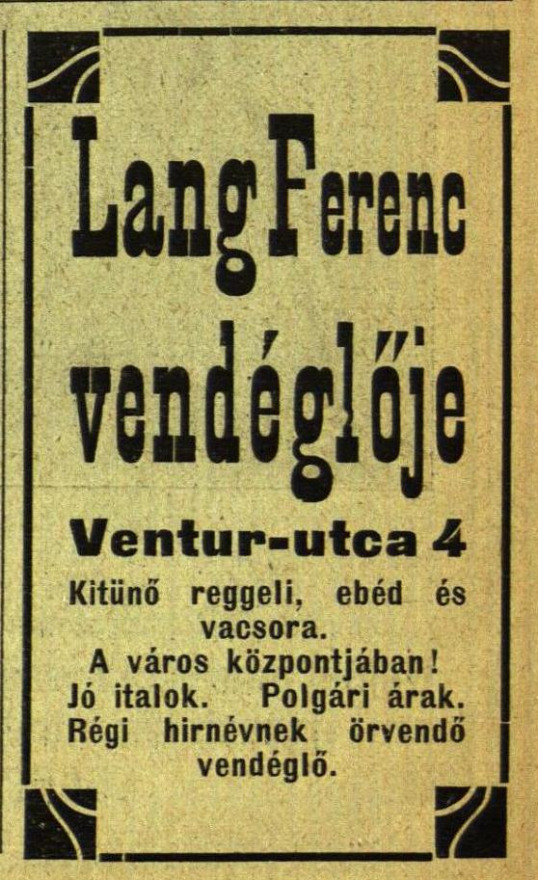 Lang Ferenc
vendéglője
Ventur-utca 4
Kitünő reggeli, ebéd és
vacsora.
A város központjában!
Jó italok. Polgári árak.
Régi hirnévnek örvendő
vendéglő.